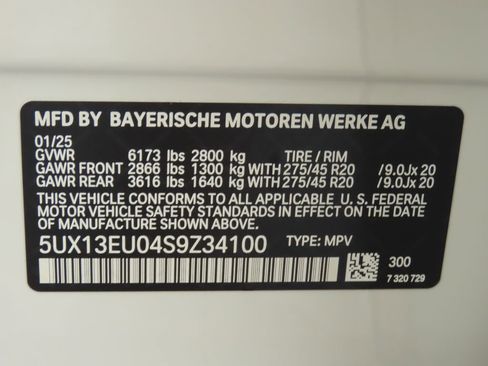 MFD BY BAYERISCHE MOTOREN WERKE AG
01/25
GVWR 6173 lbs 2800 kg TIRE / RIM
GAWR FRONT 2866 lbs 1300 kg WITH 275/45 R20 /9.0Jx 20
GAWR REAR 3616 lbs 1640 kg WITH 275/45 R20 /9.0Jx 20
THIS VEHICLE CONFORMS TO ALL APPLICABLE U. S. FEDERAL
MOTOR VEHICLE SAFETY STANDARDS IN EFFECT ON THE
DATE OF MANUFACTURE SHOWN ABOVE.
5UX13EU04S9Z34100 TYPE: MPV
300
7 320 729